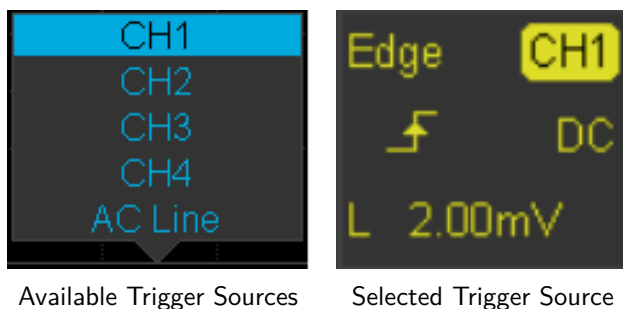 CH1
CH2
CH3
CH4
AC Line
Available Trigger Sources
Edge CH1
DC
L 2.00mV
Selected Trigger Source